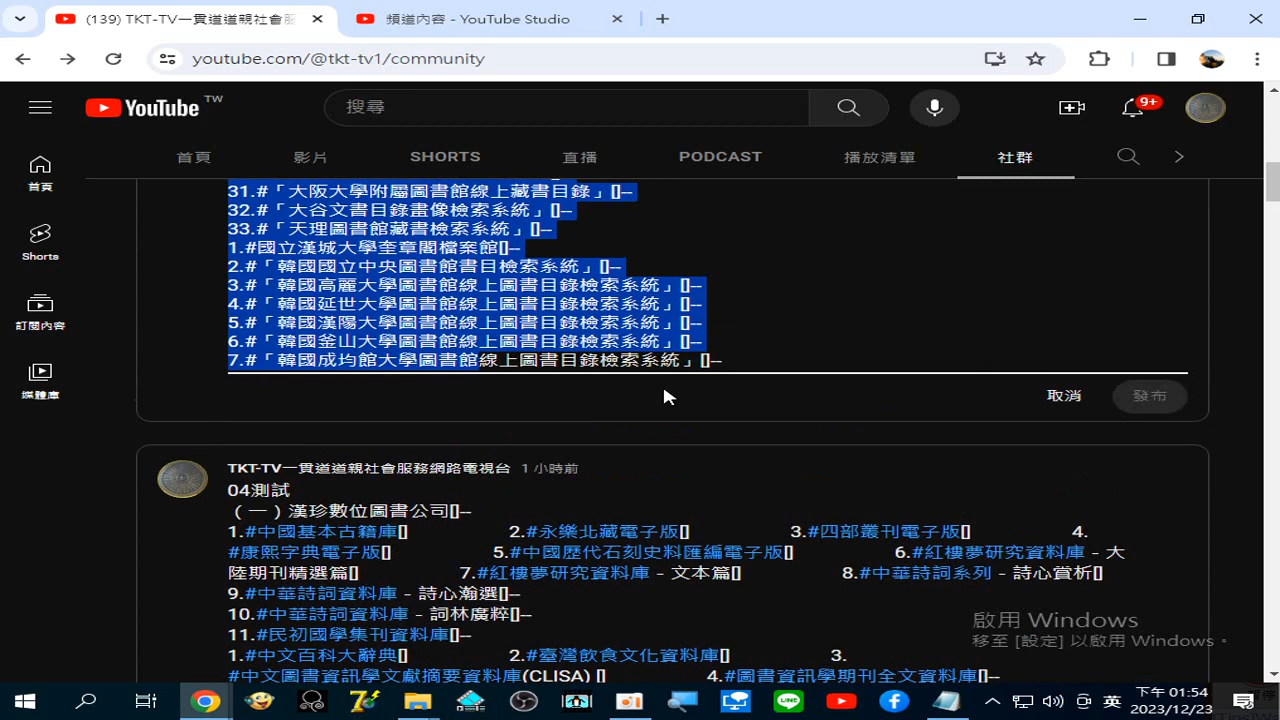 (139) TKT-TV一貫道道親社會服
頻道內容 - YouTube Studio
youtube.com/@tkt-tv1/community
YouTube TW
搜尋
9+
首頁
影片
SHORTS
直播
PODCAST
播放清單
社群
首頁
Shorts
訂閱內容
媒體庫
31.#「大阪大學附屬圖書館線上藏書目錄」[]--
32.#「大谷文書目錄畫像檢索系統」[]--
33.#「天理圖書館藏書檢索系統」[]--
1.#國立漢城大學奎章閣檔案館[]--
2.#「韓國國立中央圖書館書目檢索系統」[]--
3.#「韓國高麗大學圖書館線上圖書目錄檢索系統」[]--
4.#「韓國延世大學圖書館線上圖書目錄檢索系統」[]--
5.#「韓國漢陽大學圖書館線上圖書目錄檢索系統」[]--
6.#「韓國釜山大學圖書館線上圖書目錄檢索系統」[]--
7.#「韓國成均館大學圖書館線上圖書目錄檢索系統」[]--
取消
發布
TKT-TV一貫道道親社會服務網路電視台 1 小時前
04測試
（一）漢珍數位圖書公司[]--
1.#中國基本古籍庫[] 2.#永樂北藏電子版[] 3.#四部叢刊電子版[] 4.
#康熙字典電子版[] 5.#中國歷代石刻史料匯編電子版[] 6.#紅樓夢研究資料庫 - 大
陸期刊精選篇[] 7.#紅樓夢研究資料庫 - 文本篇[] 8.#中華詩詞系列 - 詩心賞析[]
9.#中華詩詞資料庫 - 詩心瀚選[]--
10.#中華詩詞資料庫 - 詞林廣粹[]--
11.#民初國學集刊資料庫[]--
1.#中文百科大辭典[] 2.#臺灣飲食文化資料庫[] 3.
#中文圖書資訊學文獻摘要資料庫(CLISA) [] 4.#圖書資訊學期刊全文資料庫[]--
啟用 Windows
移至 [設定] 以啟用 Windows。
英
下午 01:54
2023/12/23